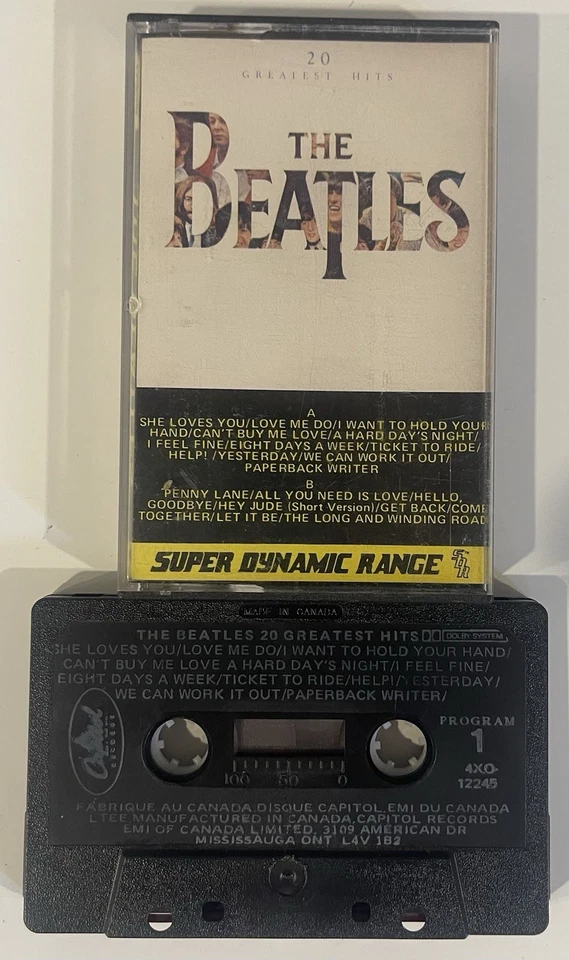 20
GREATEST HITS
THE
BEATLES
A
SHE LOVES YOU/LOVE ME DO/I WANT TO HOLD YOUR
HAND/CAN'T BUY ME LOVE/A HARD DAY'S NIGHT/
I FEEL FINE/EIGHT DAYS A WEEK/TICKET TO RIDE/
HELP! /YESTERDAY/WE CAN WORK IT OUT/
PAPERBACK WRITER
B
PENNY LANE/ALL YOU NEED IS LOVE/HELLO,
GOODBYE/HEY JUDE (Short Version)/GET BACK/COME
TOGETHER/LET IT BE/THE LONG AND WINDING ROAD
SUPER DYNAMIC RANGE SDR
MADE IN CANADA
THE BEATLES 20 GREATEST HITS DOLBY SYSTEM
SHE LOVES YOU/LOVE ME DO/I WANT TO HOLD YOUR HAND/
CAN'T BUY ME LOVE A HARD DAY'S NIGHT/I FEEL FINE/
EIGHT DAYS A WEEK/TICKET TO RIDE/HELP!/YESTERDAY/
WE CAN WORK IT OUT/PAPERBACK WRITER/
Capitol
RECORDS
PROGRAM
1
4XO-
12245
100 50 0
FABRIQUE AU CANADA, DISQUE CAPITOL, EMI DU CANADA
LTEE, MANUFACTURED IN CANADA, CAPITOL RECORDS
EMI OF CANADA LIMITED, 3109 AMERICAN DR
MISSISSAUGA ONT L4V 1B2